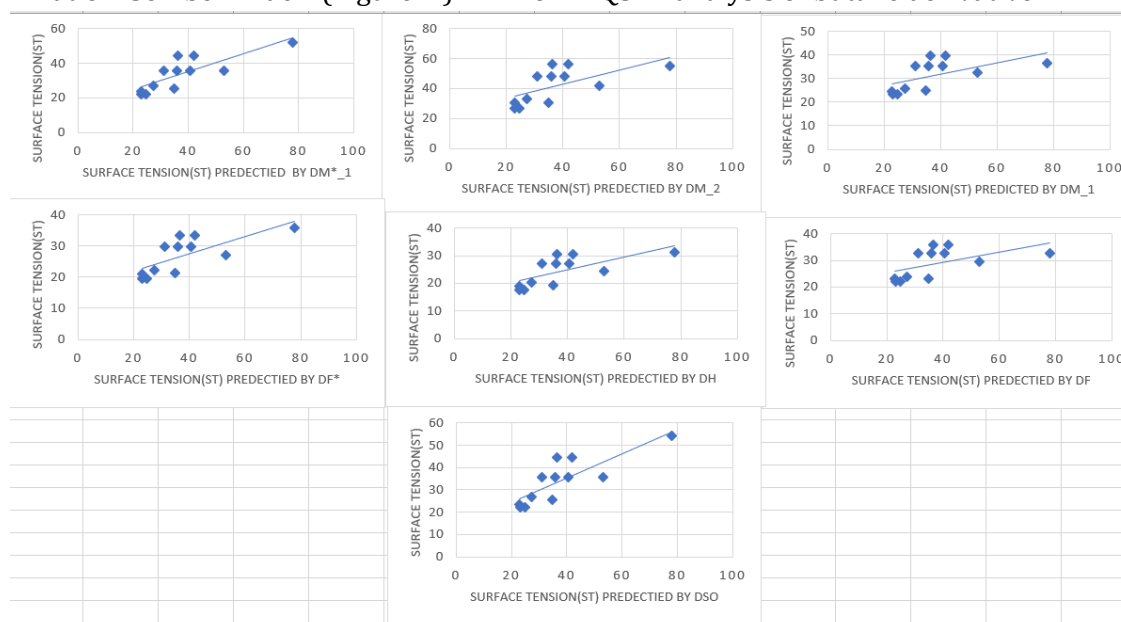 SURFACE TENSION(ST)
60
40
20
0
0 20 40 60 80 100
SURFACE TENSION(ST) PREDECTIED BY DM*_1
SURFACE TENSION(ST)
80
60
40
20
0
0 20 40 60 80 100
SURFACE TENSION(ST) PREDECTIED BY DM_2
SURFACE TENSION(ST)
50
40
30
20
10
0
0 20 40 60 80 100
SURFACE TENSION(ST) PREDICTED BY DM_1
SURFACE TENSION(ST)
40
30
20
10
0
0 20 40 60 80 100
SURFACE TENSION(ST) PREDECTIED BY DF*
SURFACE TENSION(ST)
40
30
20
10
0
0 20 40 60 80 100
SURFACE TENSION(ST) PREDECTIED BY DH
SURFACE TENSION(ST)
40
30
20
10
0
0 20 40 60 80 100
SURFACE TENSION(ST) PREDECTIED BY DF
SURFACE TENSION(ST)
60
50
40
30
20
10
0
0 20 40 60 80 100
SURFACE TENSION(ST) PREDECTIED BY DSO